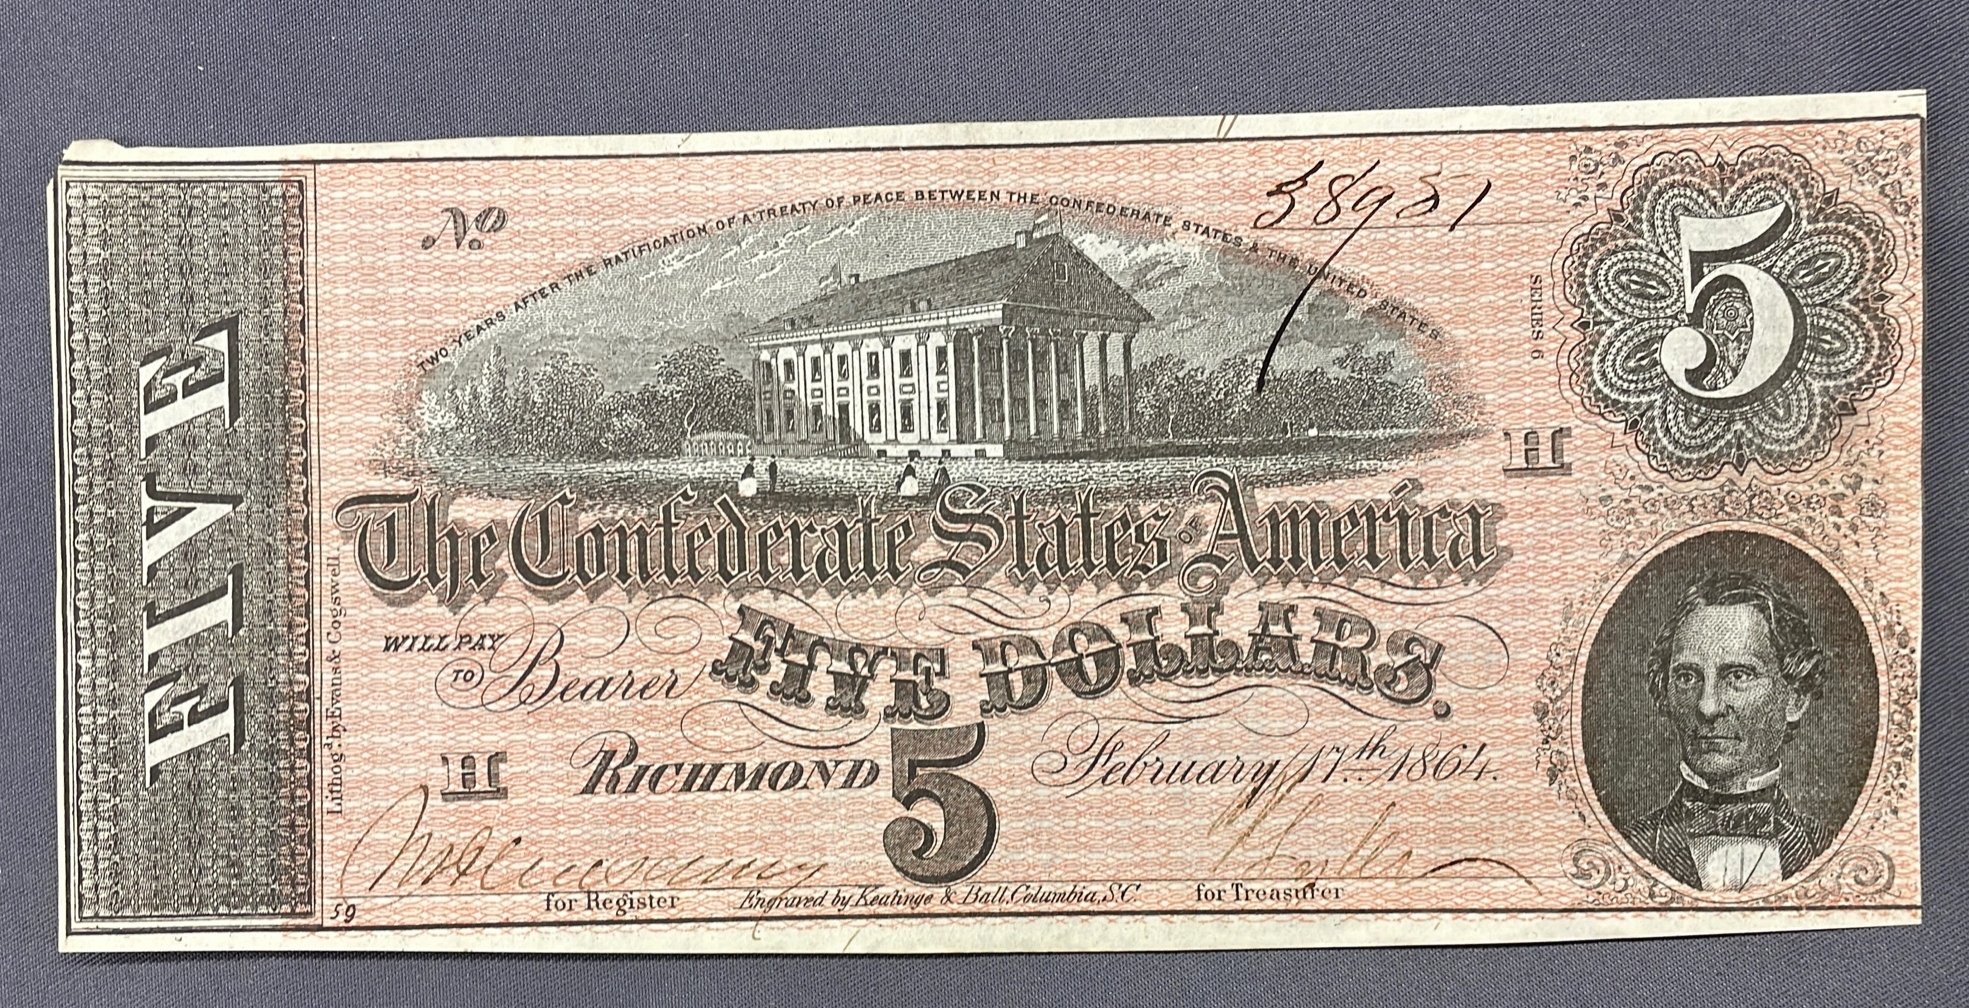 FIVE
No
38951
TWO YEARS AFTER THE RATIFICATION OF A TREATY OF PEACE BETWEEN THE CONFEDERATE STATES & THE UNITED STATES
SERIES 6
5
H
The Confederate States OF America
WILL PAY TO Bearer FIVE DOLLARS.
H RICHMOND 5 February 17th 1864.
for Register
Engraved by Keatinge & Ball, Columbia, S.C.
for Treasurer
59
Lithog'd by Evans & Cogswell